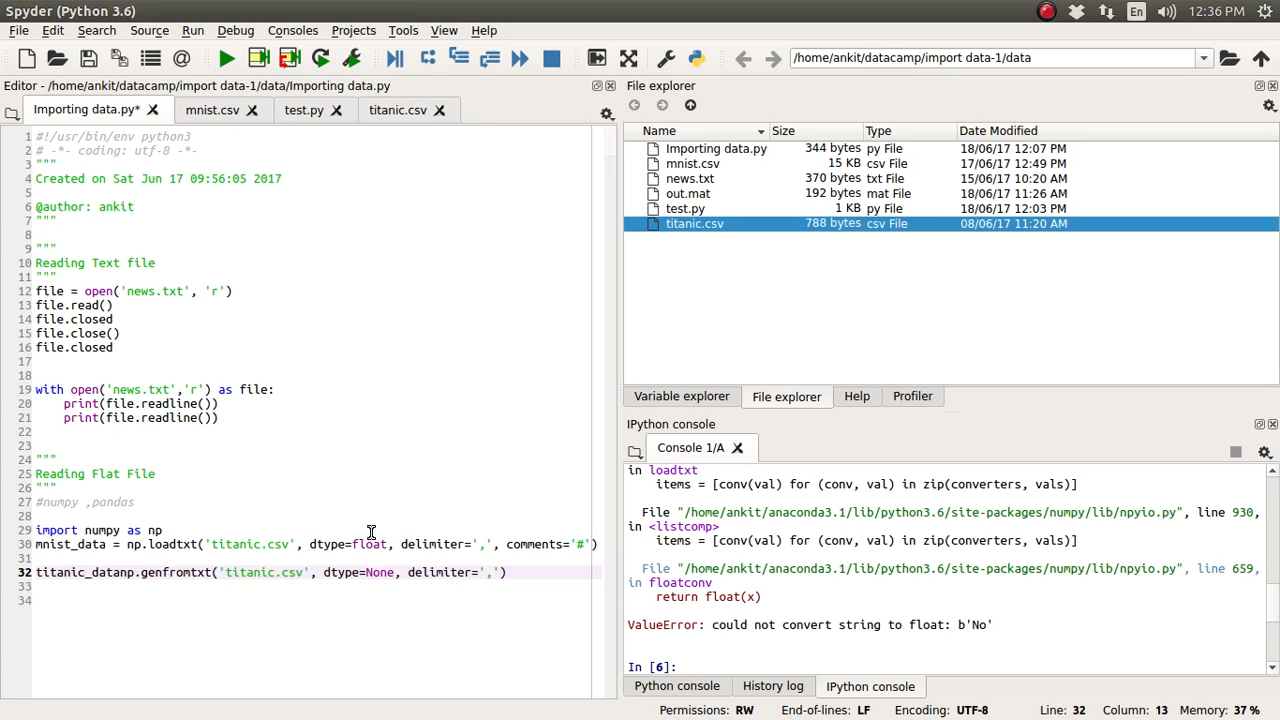 Spyder (Python 3.6)
En
12:36 PM
File Edit Search Source Run Debug Consoles Projects Tools View Help
/home/ankit/datacamp/import data-1/data
Editor - /home/ankit/datacamp/import data-1/data/Importing data.py
Importing data.py*
mnist.csv
test.py
titanic.csv
1 #!/usr/bin/env python3
2 # -*- coding: utf-8 -*-
3 """
4 Created on Sat Jun 17 09:56:05 2017
5
6 @author: ankit
7 """
8
9 """
10 Reading Text file
11 """
12 file = open('news.txt', 'r')
13 file.read()
14 file.closed
15 file.close()
16 file.closed
17
18
19 with open('news.txt','r') as file:
20     print(file.readline())
21     print(file.readline())
22
23
24 """
25 Reading Flat File
26 """
27 #numpy ,pandas
28
29 import numpy as np
30 mnist_data = np.loadtxt('titanic.csv', dtype=float, delimiter=',', comments='#')
31
32 titanic_datanp.genfromtxt('titanic.csv', dtype=None, delimiter=',')
33
34
File explorer
Name Size Type Date Modified
Importing data.py 344 bytes py File 18/06/17 12:07 PM
mnist.csv 15 KB csv File 17/06/17 12:49 PM
news.txt 370 bytes txt File 15/06/17 10:20 AM
out.mat 192 bytes mat File 18/06/17 11:26 AM
test.py 1 KB py File 18/06/17 12:03 PM
titanic.csv 788 bytes csv File 08/06/17 11:20 AM
Variable explorer File explorer Help Profiler
IPython console
Console 1/A
in loadtxt
    items = [conv(val) for (conv, val) in zip(converters, vals)]
  File "/home/ankit/anaconda3.1/lib/python3.6/site-packages/numpy/lib/npyio.py", line 930,
in <listcomp>
    items = [conv(val) for (conv, val) in zip(converters, vals)]
  File "/home/ankit/anaconda3.1/lib/python3.6/site-packages/numpy/lib/npyio.py", line 659,
in floatconv
    return float(x)
ValueError: could not convert string to float: b'No'
In [6]:
Python console History log IPython console
Permissions: RW End-of-lines: LF Encoding: UTF-8 Line: 32 Column: 13 Memory: 37 %